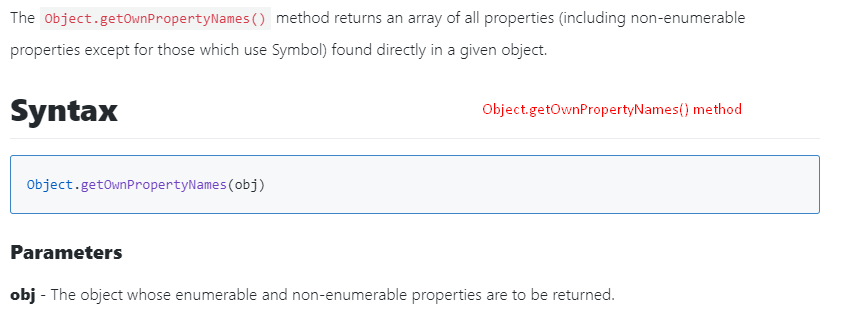 The Object.getOwnPropertyNames() method returns an array of all properties (including non-enumerable
properties except for those which use Symbol) found directly in a given object.
Syntax
Object.getOwnPropertyNames() method
Object.getOwnPropertyNames(obj)
Parameters
obj - The object whose enumerable and non-enumerable properties are to be returned.